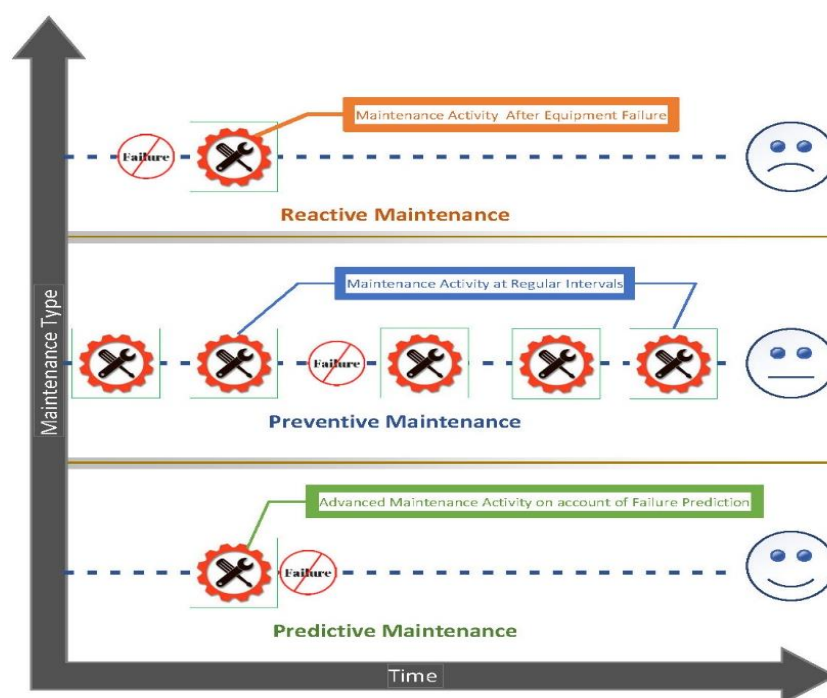 Maintenance Activity After Equipment Failure
Failure
Reactive Maintenance
Maintenance Activity at Regular Intervals
Failure
Preventive Maintenance
Advanced Maintenance Activity on account of Failure Prediction
Failure
Predictive Maintenance
Maintenance Type
Time